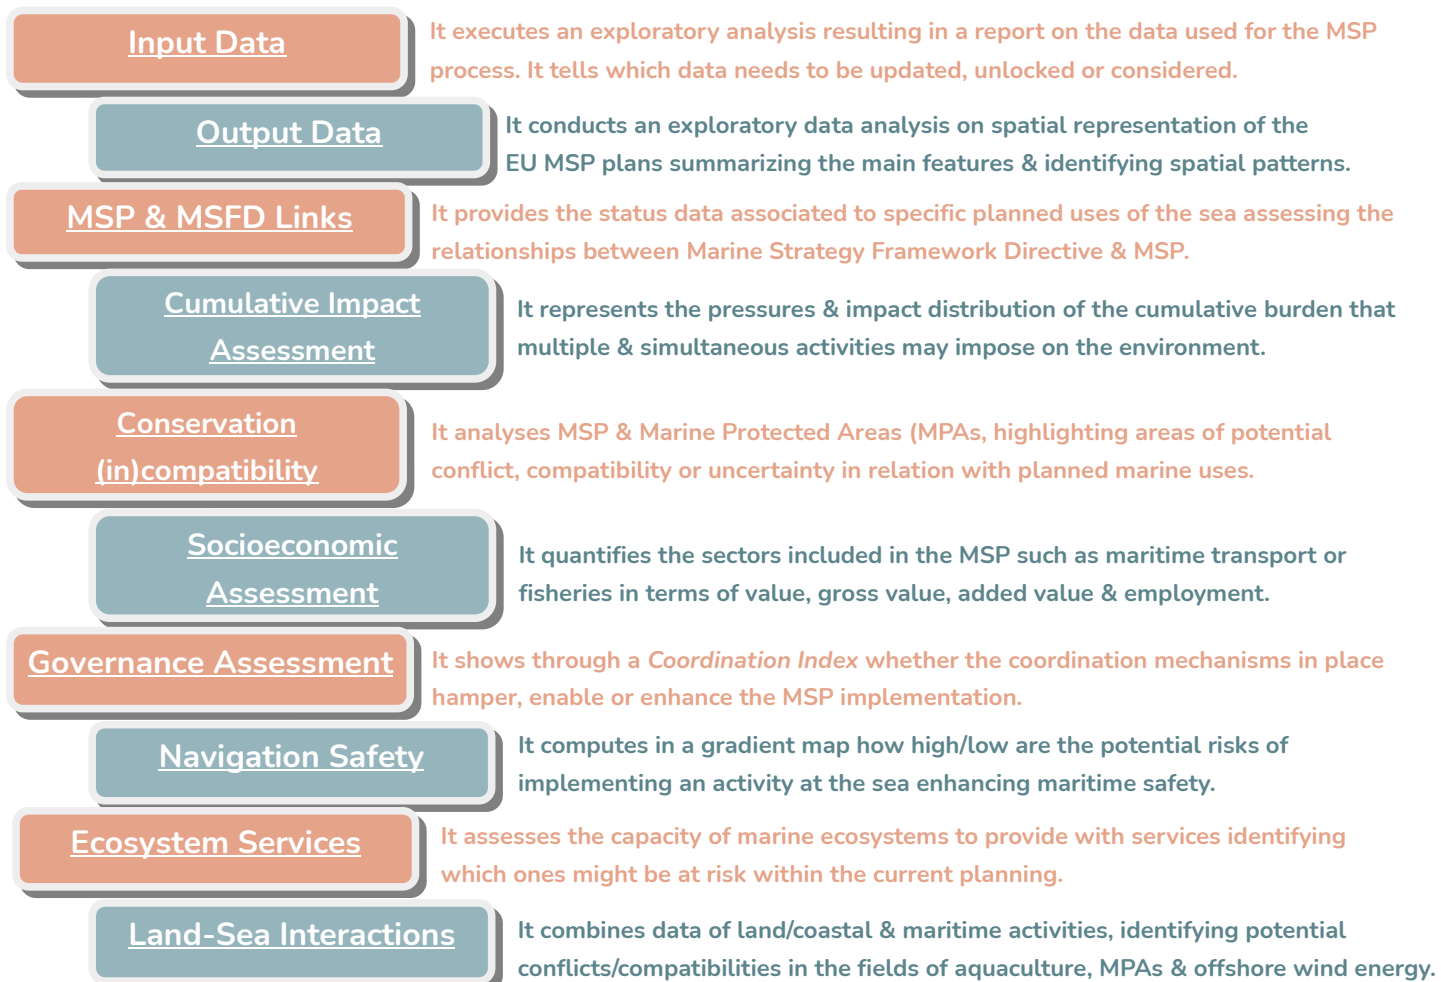 Input Data
It executes an exploratory analysis resulting in a report on the data used for the MSP
process. It tells which data needs to be updated, unlocked or considered.
Output Data
It conducts an exploratory data analysis on spatial representation of the
EU MSP plans summarizing the main features & identifying spatial patterns.
MSP & MSFD Links
It provides the status data associated to specific planned uses of the sea assessing the
relationships between Marine Strategy Framework Directive & MSP.
Cumulative Impact
Assessment
It represents the pressures & impact distribution of the cumulative burden that
multiple & simultaneous activities may impose on the environment.
Conservation
(in)compatibility
It analyses MSP & Marine Protected Areas (MPAs, highlighting areas of potential
conflict, compatibility or uncertainty in relation with planned marine uses.
Socioeconomic
Assessment
It quantifies the sectors included in the MSP such as maritime transport or
fisheries in terms of value, gross value, added value & employment.
Governance Assessment
It shows through a Coordination Index whether the coordination mechanisms in place
hamper, enable or enhance the MSP implementation.
Navigation Safety
It computes in a gradient map how high/low are the potential risks of
implementing an activity at the sea enhancing maritime safety.
Ecosystem Services
It assesses the capacity of marine ecosystems to provide with services identifying
which ones might be at risk within the current planning.
Land-Sea Interactions
It combines data of land/coastal & maritime activities, identifying potential
conflicts/compatibilities in the fields of aquaculture, MPAs & offshore wind energy.